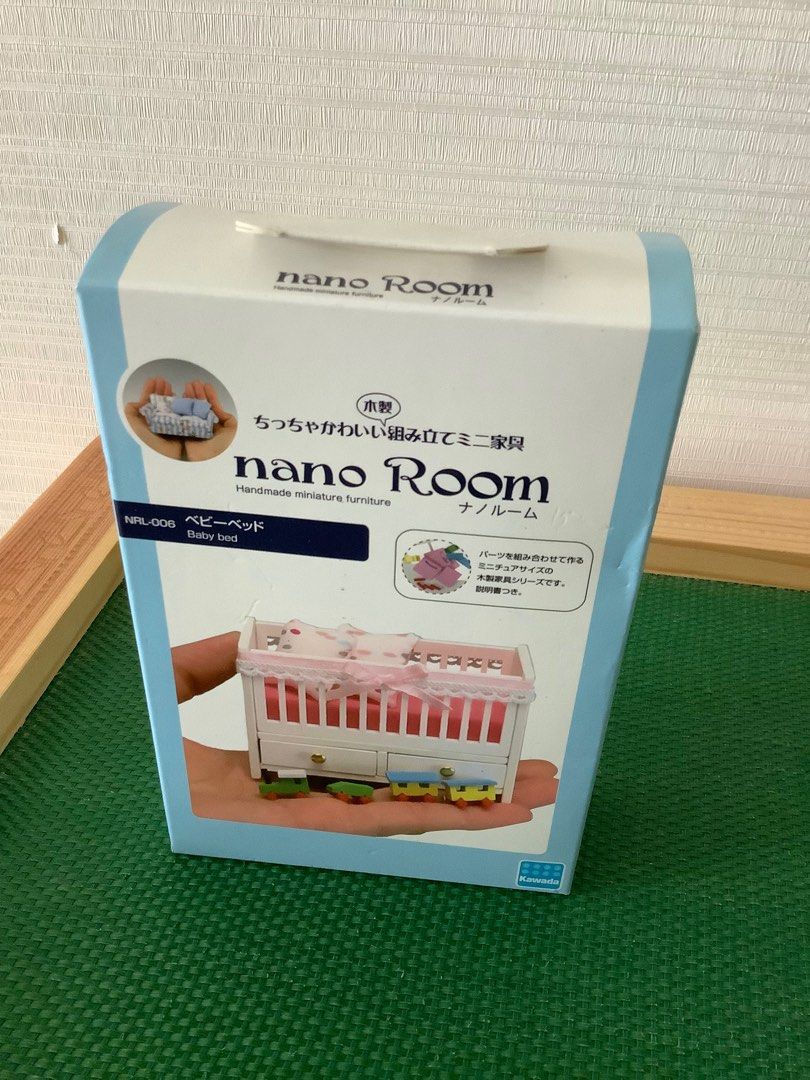 nano Room
Handmade miniature furniture
ナノルーム
木製
ちっちゃかわいい組み立てミニ家具
nano Room
Handmade miniature furniture
ナノルーム
NRL-006 ベビーベッド
Baby bed
パーツを組み合わせて作る
ミニチュアサイズの
木製家具シリーズです。
説明書つき。
Kawada